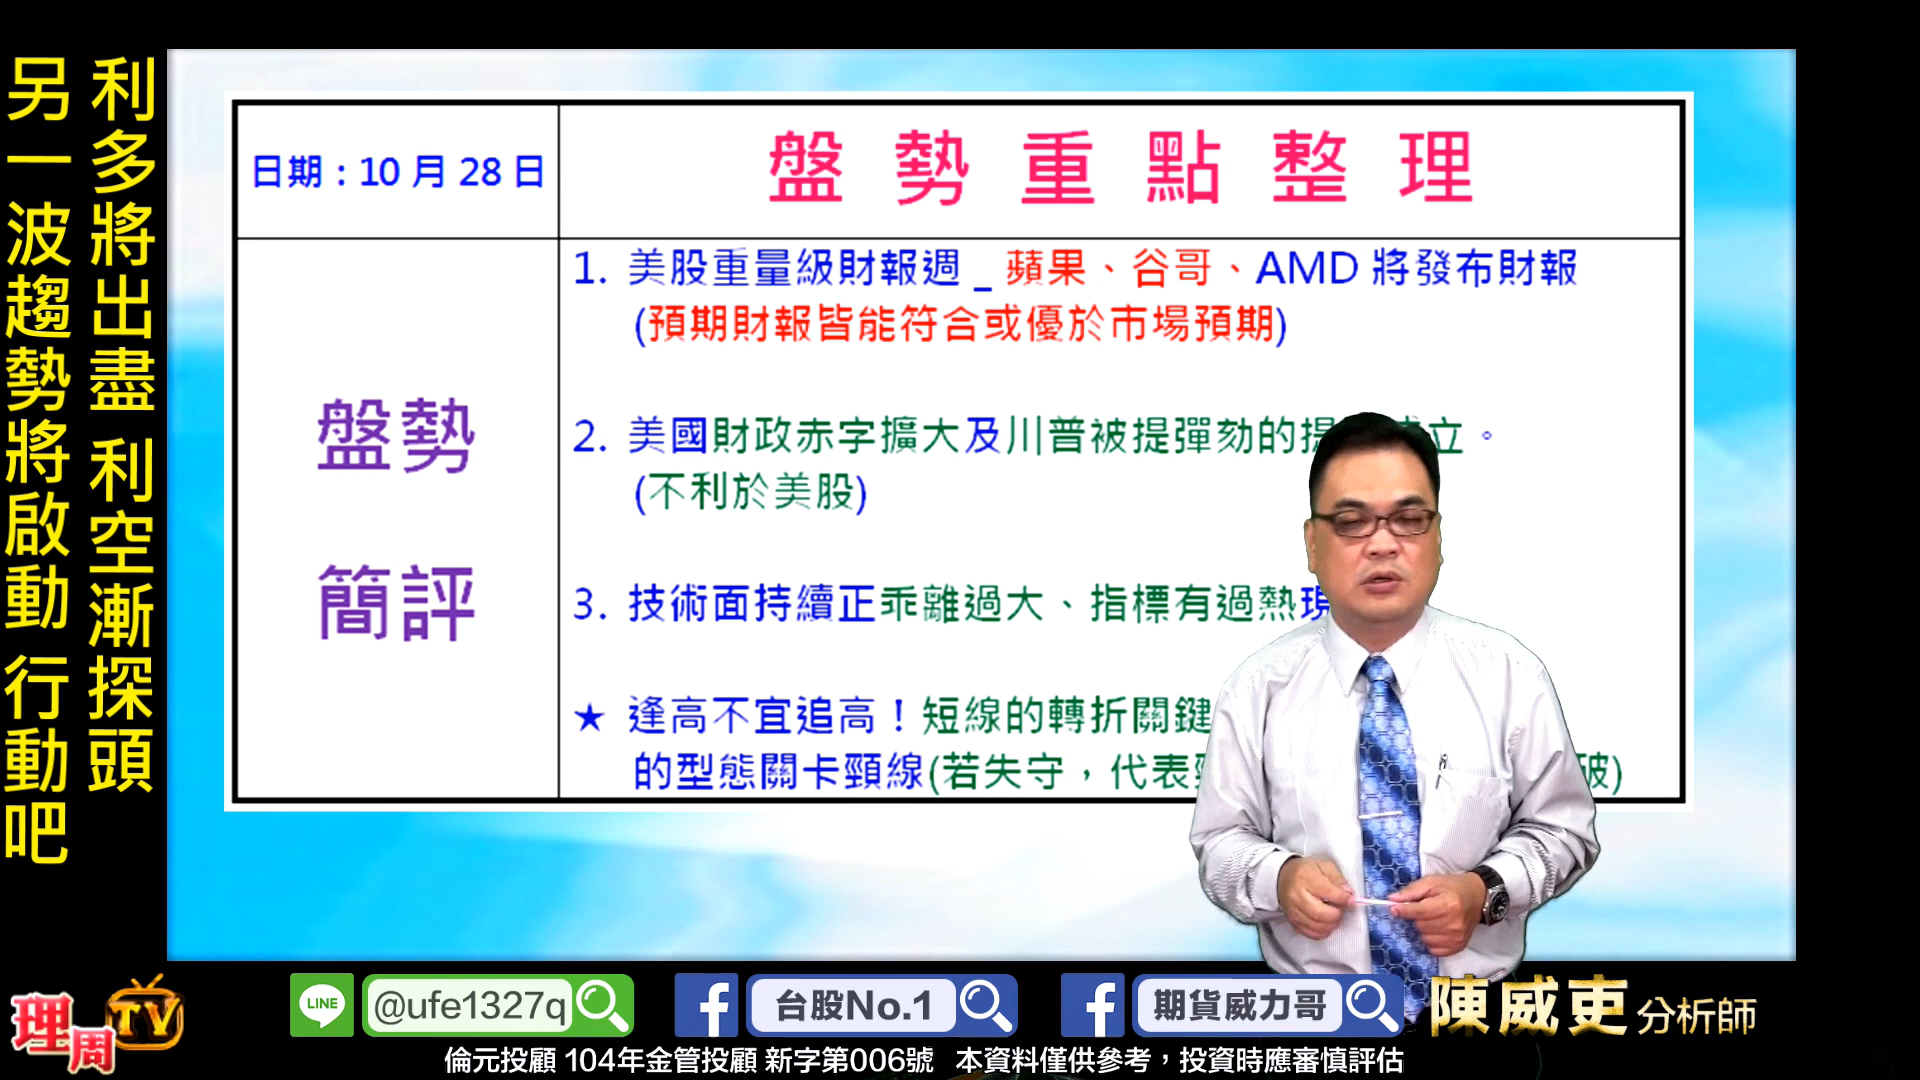 利多將出盡 利空漸探頭
另一波趨勢將啟動 行動吧
日期：10 月 28 日
盤勢重點整理
盤勢
簡評
1. 美股重量級財報週 _ 蘋果、谷哥、AMD 將發布財報
(預期財報皆能符合或優於市場預期)
2. 美國財政赤字擴大及川普被提彈劾的提 立。
(不利於美股)
3. 技術面持續正乖離過大、指標有過熱現
★ 逢高不宜追高！短線的轉折關鍵
的型態關卡頸線(若失守，代表 破)
理周TV
LINE @ufe1327q
f 台股No.1
f 期貨威力哥
陳威吏 分析師
倫元投顧 104年金管投顧 新字第006號 本資料僅供參考，投資時應審慎評估